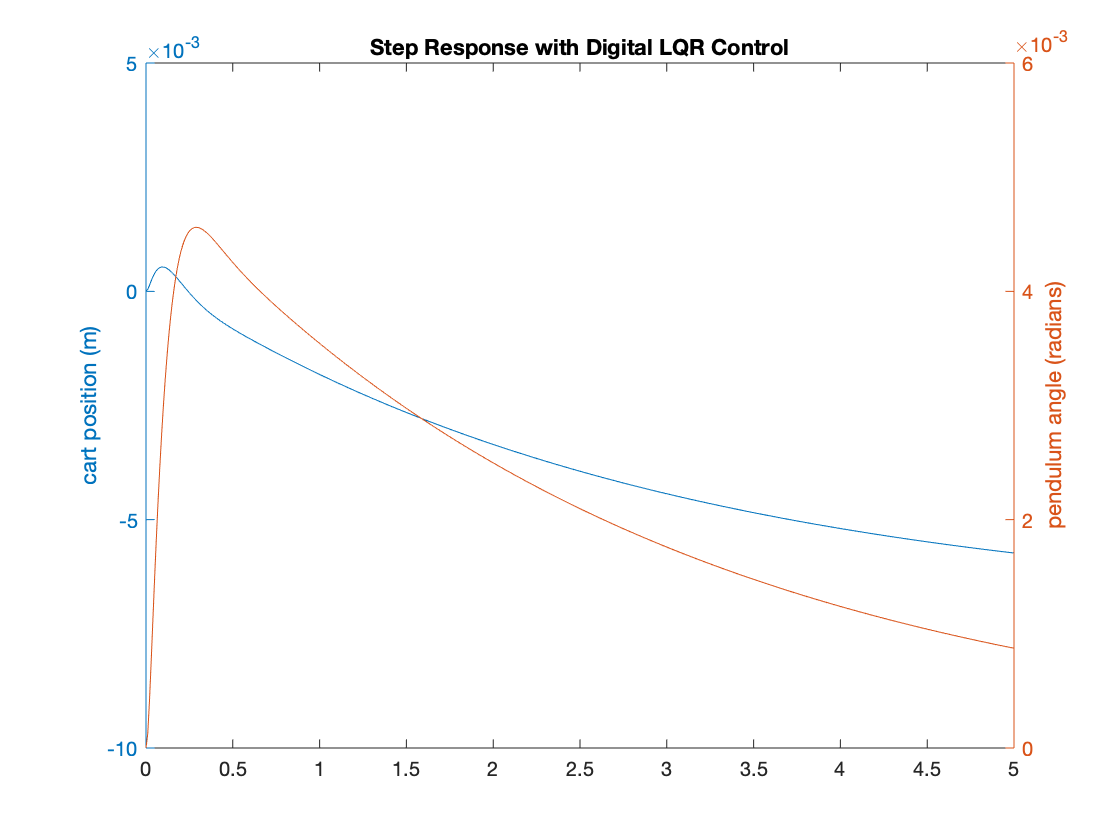 Step Response with Digital LQR Control
×10^-3
5
0
-5
-10
cart position (m)
×10^-3
6
4
2
0
pendulum angle (radians)
0 0.5 1 1.5 2 2.5 3 3.5 4 4.5 5